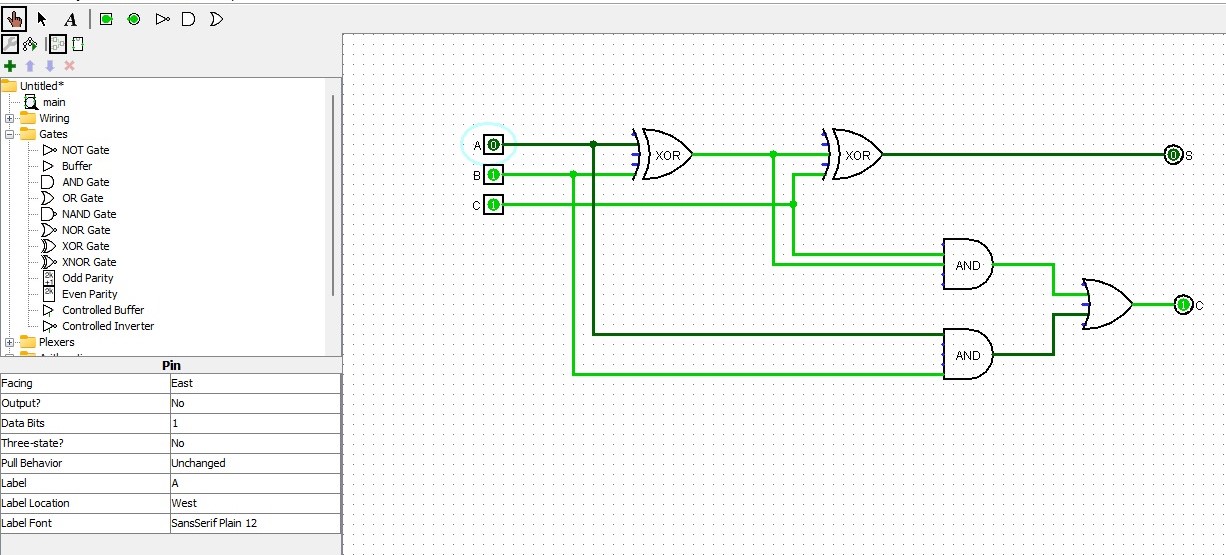 A
Untitled*
main
Wiring
Gates
NOT Gate
Buffer
AND Gate
OR Gate
NAND Gate
NOR Gate
XOR Gate
XNOR Gate
2k
+1
Odd Parity
2k
Even Parity
Controlled Buffer
Controlled Inverter
Plexers
Pin
Facing East
Output? No
Data Bits 1
Three-state? No
Pull Behavior Unchanged
Label A
Label Location West
Label Font SansSerif Plain 12
A 0
B 1
C 1
XOR
XOR
0 S
AND
1 C
AND